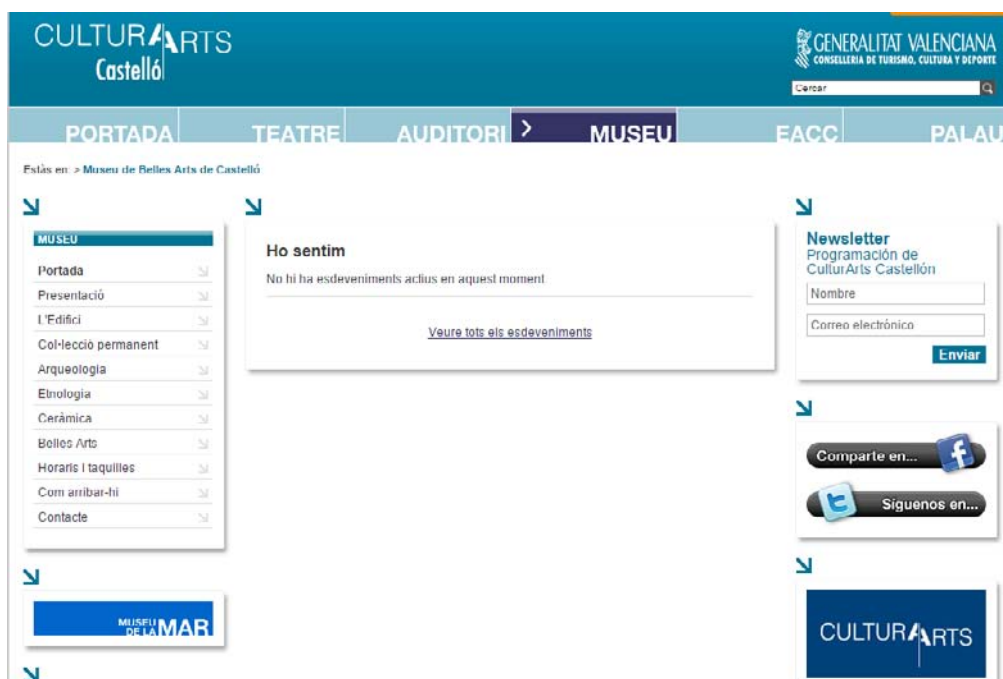 CULTURARTS
Castelló
GENERALITAT VALENCIANA
CONSELLERIA DE TURISMO, CULTURA Y DEPORTE
Cercar
PORTADA TEATRE AUDITORI > MUSEU EACC PALAU
Estàs en: > Museu de Belles Arts de Castelló
MUSEU
Portada
Presentació
L'Edifici
Col·lecció permanent
Arqueologia
Etnologia
Ceràmica
Belles Arts
Horaris i taquilles
Com arribar-hi
Contacte
MUSEU
DE LA MAR
Ho sentim
No hi ha esdeveniments actius en aquest moment
Veure tots els esdeveniments
Newsletter
Programación de
CulturArts Castellón
Nombre
Correo electrónico
Enviar
Comparte en...
Síguenos en...
CULTURARTS